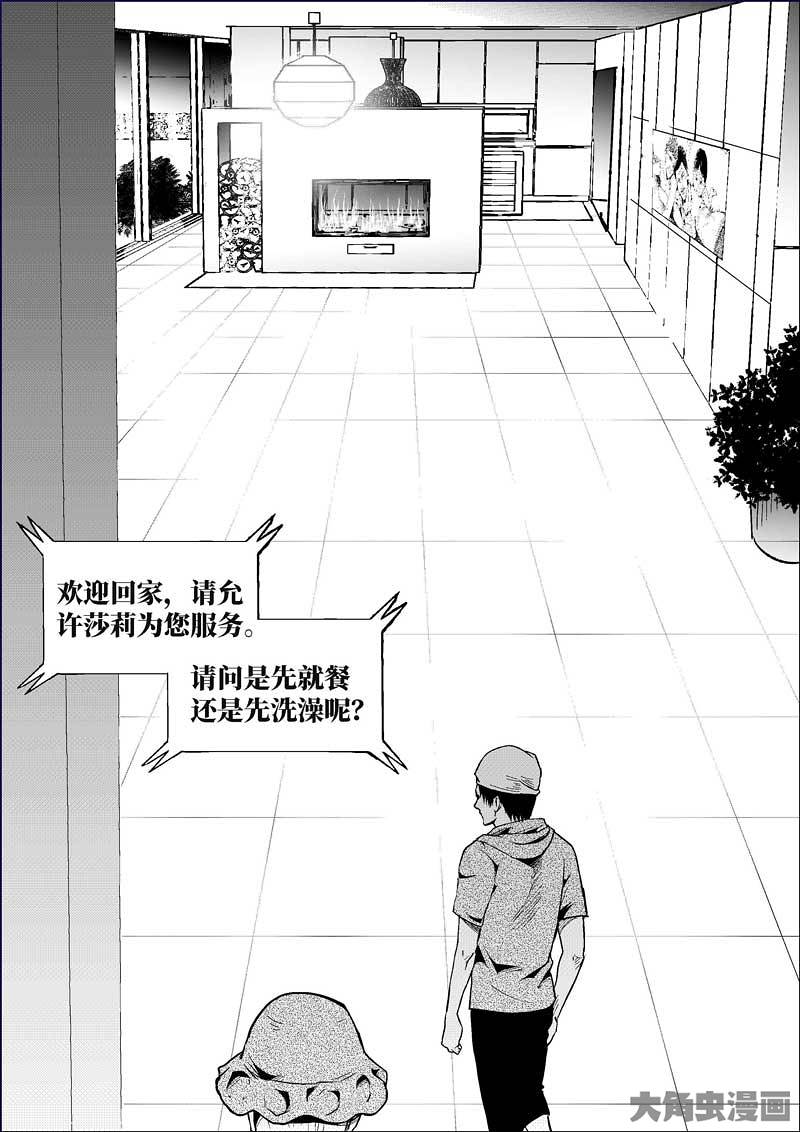 欢迎回家，请允
许莎莉为您服务。
请问是先就餐
还是先洗澡呢？
大角虫漫画